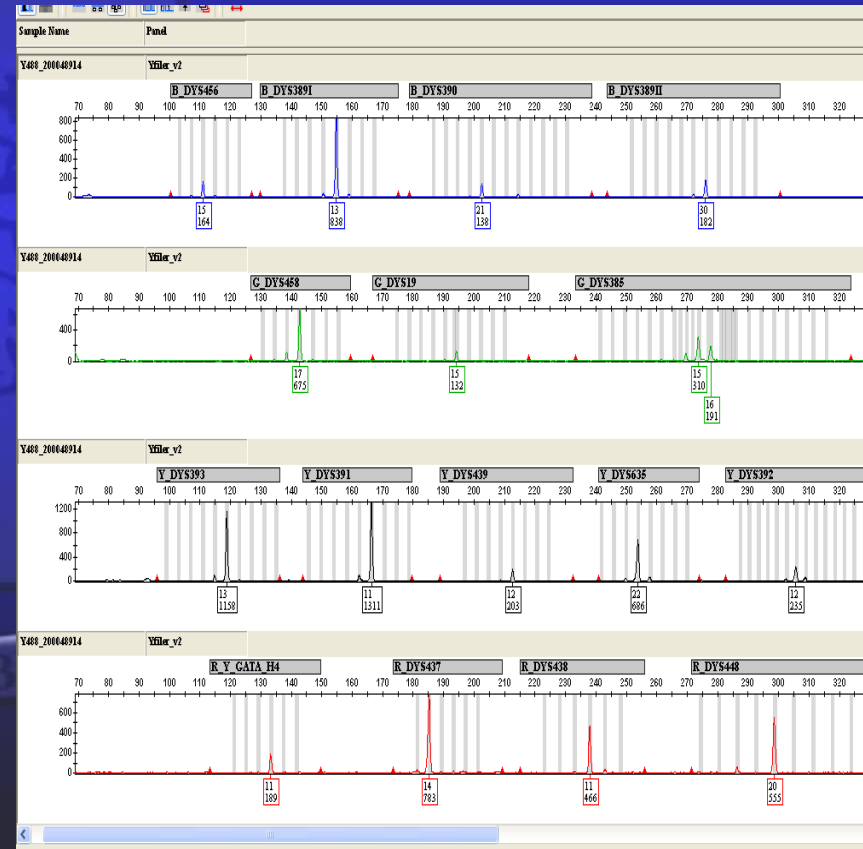 Sample Name Panel
Y488_200048914 Yfiler_v2
B_DYS456 B_DYS389I B_DYS390 B_DYS389II
70 80 90 100 110 120 130 140 150 160 170 180 190 200 210 220 230 240 250 260 270 280 290 300 310 320
800
600
400
200
0
15 13 21 30
164 838 138 182
Y488_200048914 Yfiler_v2
G_DYS458 G_DYS19 G_DYS385
70 80 90 100 110 120 130 140 150 160 170 180 190 200 210 220 230 240 250 260 270 280 290 300 310 320
400
0
17 15 15
675 132 310
16
191
Y488_200048914 Yfiler_v2
Y_DYS393 Y_DYS391 Y_DYS439 Y_DYS635 Y_DYS392
70 80 90 100 110 120 130 140 150 160 170 180 190 200 210 220 230 240 250 260 270 280 290 300 310 320
1200
800
400
0
13 11 12 22 12
1158 1311 203 686 235
Y488_200048914 Yfiler_v2
R_Y_GATA_H4 R_DYS437 R_DYS438 R_DYS448
70 80 90 100 110 120 130 140 150 160 170 180 190 200 210 220 230 240 250 260 270 280 290 300 310 320
600
400
200
0
11 14 11 20
189 783 466 555